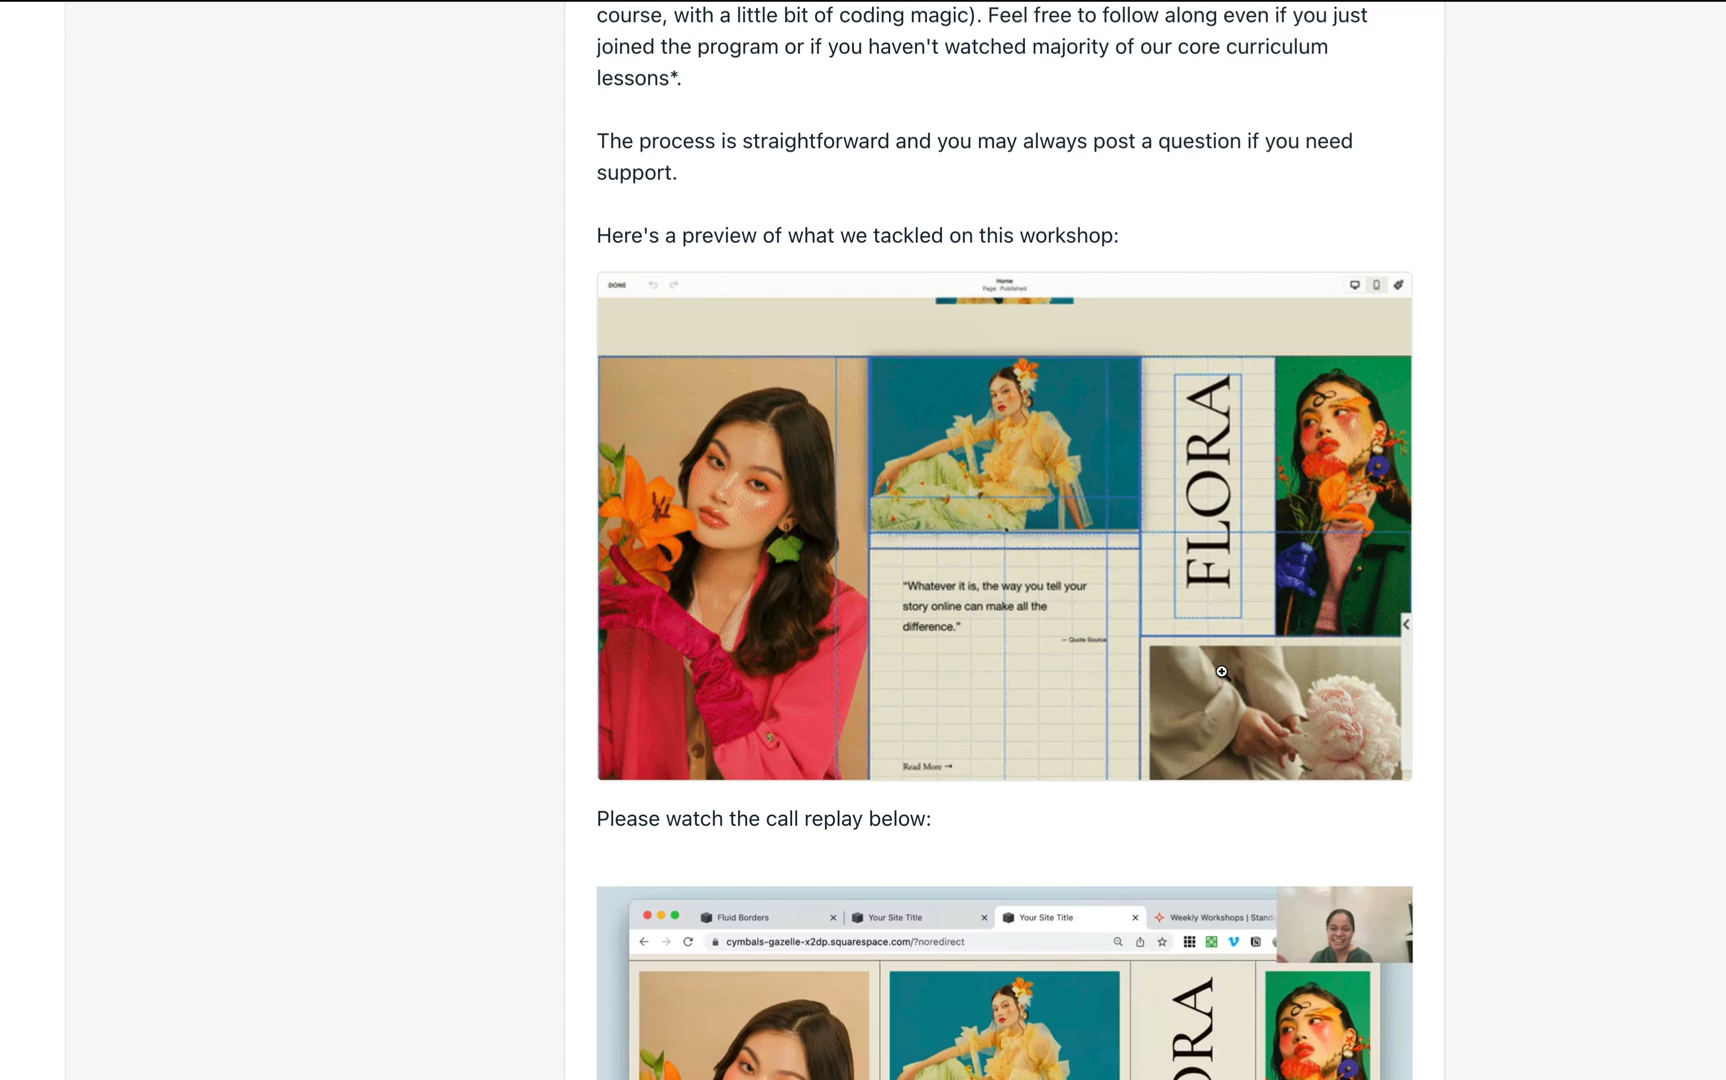 course, with a little bit of coding magic). Feel free to follow along even if you just
joined the program or if you haven't watched majority of our core curriculum
lessons*.
The process is straightforward and you may always post a question if you need
support.
Here's a preview of what we tackled on this workshop:
DONE
Home
Page · Published
FLORA
"Whatever it is, the way you tell your
story online can make all the
difference."
— Quote Source
Read More →
Please watch the call replay below:
Fluid Borders
Your Site Title
Your Site Title
Weekly Workshops | Stand
cymbals-gazelle-x2dp.squarespace.com/?noredirect
ORA